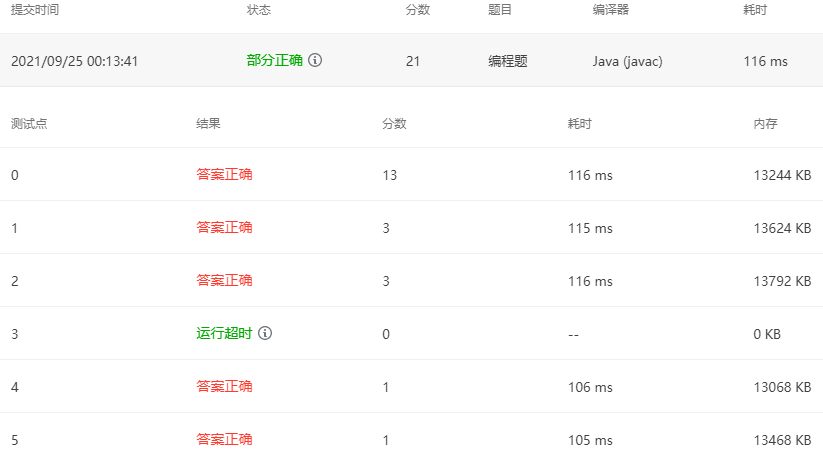 提交时间 状态 分数 题目 编译器 耗时
2021/09/25 00:13:41 部分正确 21 编程题 Java (javac) 116 ms
测试点 结果 分数 耗时 内存
0 答案正确 13 116 ms 13244 KB
1 答案正确 3 115 ms 13624 KB
2 答案正确 3 116 ms 13792 KB
3 运行超时 0 -- 0 KB
4 答案正确 1 106 ms 13068 KB
5 答案正确 1 105 ms 13468 KB